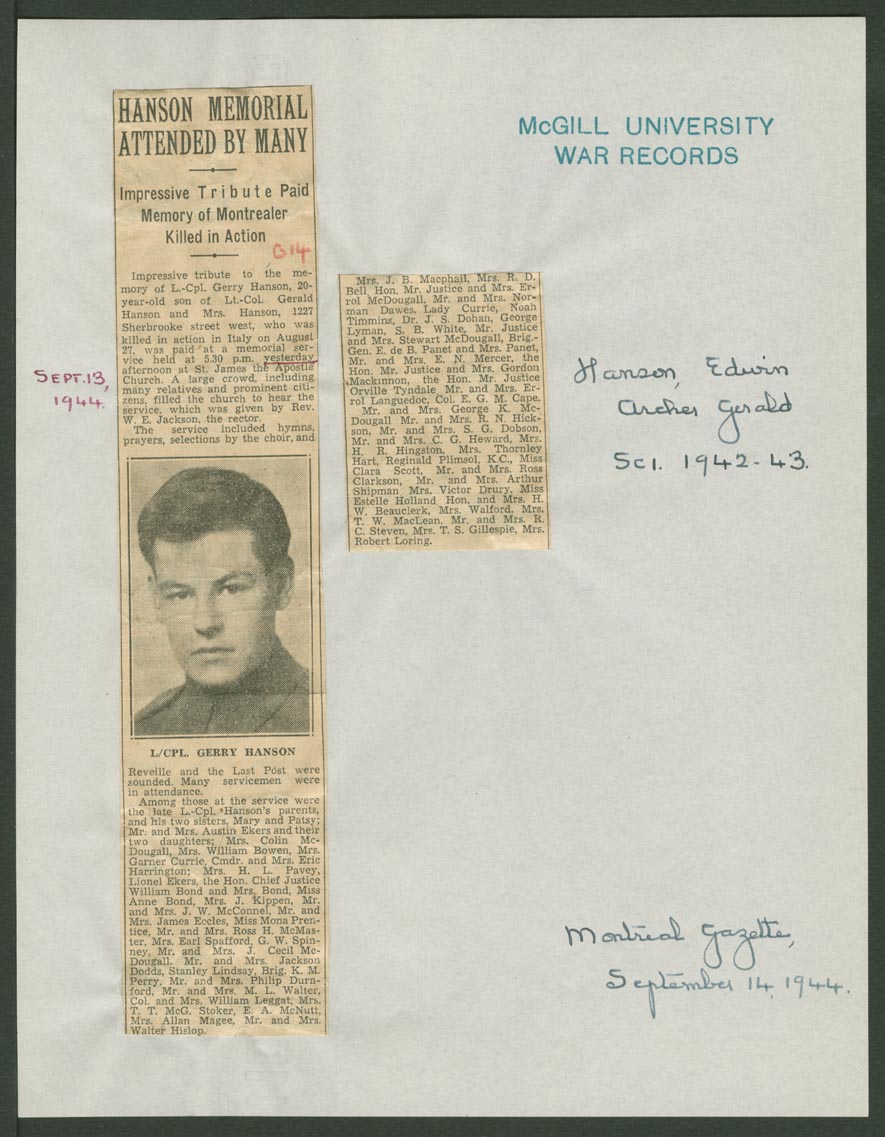 McGILL UNIVERSITY
WAR RECORDS
HANSON MEMORIAL
ATTENDED BY MANY
Impressive Tribute Paid
Memory of Montrealer
Killed in Action
B14
Impressive tribute to the me-
mory of L.-Cpl. Gerry Hanson, 20-
year-old son of Lt.-Col. Gerald
Hanson and Mrs. Hanson, 1227
Sherbrooke street west, who was
killed in action in Italy on August
27, was paid at a memorial ser-
vice held at 5.30 p.m. yesterday
afternoon at St. James the Apostle
Church. A large crowd, including
many relatives and prominent citi-
zens, filled the church to hear the
service, which was given by Rev.
W. E. Jackson, the rector.
The service included hymns,
prayers, selections by the choir, and
SEPT. 13,
1944.
L/CPL. GERRY HANSON
Reveille and the Last Post were
sounded. Many servicemen were
in attendance.
Among those at the service were
the late L.-Cpl. Hanson's parents,
and his two sisters, Mary and Patsy;
Mr. and Mrs. Austin Ekers and their
two daughters; Mrs. Colin Mc-
Dougall, Mrs. William Bowen, Mrs.
Garner Currie, Cmdr. and Mrs. Eric
Harrington; Mrs. H. L. Pavey,
Lionel Ekers, the Hon. Chief Justice
William Bond and Mrs. Bond, Miss
Anne Bond, Mrs. J. Kippen, Mr.
and Mrs. J. W. McConnel, Mr. and
Mrs. James Eccles, Miss Mona Pren-
tice, Mr. and Mrs. Ross H. McMas-
ter, Mrs. Earl Spafford, G. W. Spin-
ney, Mr. and Mrs. J. Cecil Mc-
Dougall. Mr. and Mrs. Jackson
Dodds, Stanley Lindsay, Brig. K. M.
Perry, Mr. and Mrs. Philip Durn-
ford, Mr. and Mrs. M. L. Walter,
Col. and Mrs. William Leggat, Mrs.
T. T. McG. Stoker, E. A. McNutt,
Mrs. Allan Magee, Mr. and Mrs.
Walter Hislop.
Mrs. J. B. Macphail, Mrs. R. D.
Bell, Hon. Mr. Justice and Mrs. Er-
rol McDougall, Mr. and Mrs. Nor-
man Dawes, Lady Currie, Noah
Timmins, Dr. J. S. Dohan, George
Lyman, S. B. White, Mr. Justice
and Mrs. Stewart McDougall, Brig.-
Gen. E. de B. Panet and Mrs. Panet,
Mr. and Mrs. E. N. Mercer, the
Hon. Mr. Justice and Mrs. Gordon
Mackinnon, the Hon. Mr. Justice
Orville Tyndale Mr. and Mrs. Er-
rol Languedoc, Col. E. G. M. Cape.
Mr. and Mrs. George K. Mc-
Dougall Mr. and Mrs. R. N. Hick-
son, Mr. and Mrs. S. G. Dobson,
Mr. and Mrs. C. G. Heward, Mrs.
H. R. Hingston, Mrs. Thornley
Hart, Reginald Plimsol, K.C., Miss
Clara Scott, Mr. and Mrs. Ross
Clarkson, Mr. and Mrs. Arthur
Shipman Mrs. Victor Drury, Miss
Estelle Holland Hon. and Mrs. H.
W. Beauclerk, Mrs. Walford, Mrs.
T. W. MacLean, Mr. and Mrs. R.
C. Steven, Mrs. T. S. Gillespie, Mrs.
Robert Loring.
Hanson, Edwin
Archer Gerald
Sci. 1942-43.
Montreal Gazette,
September 14, 1944.